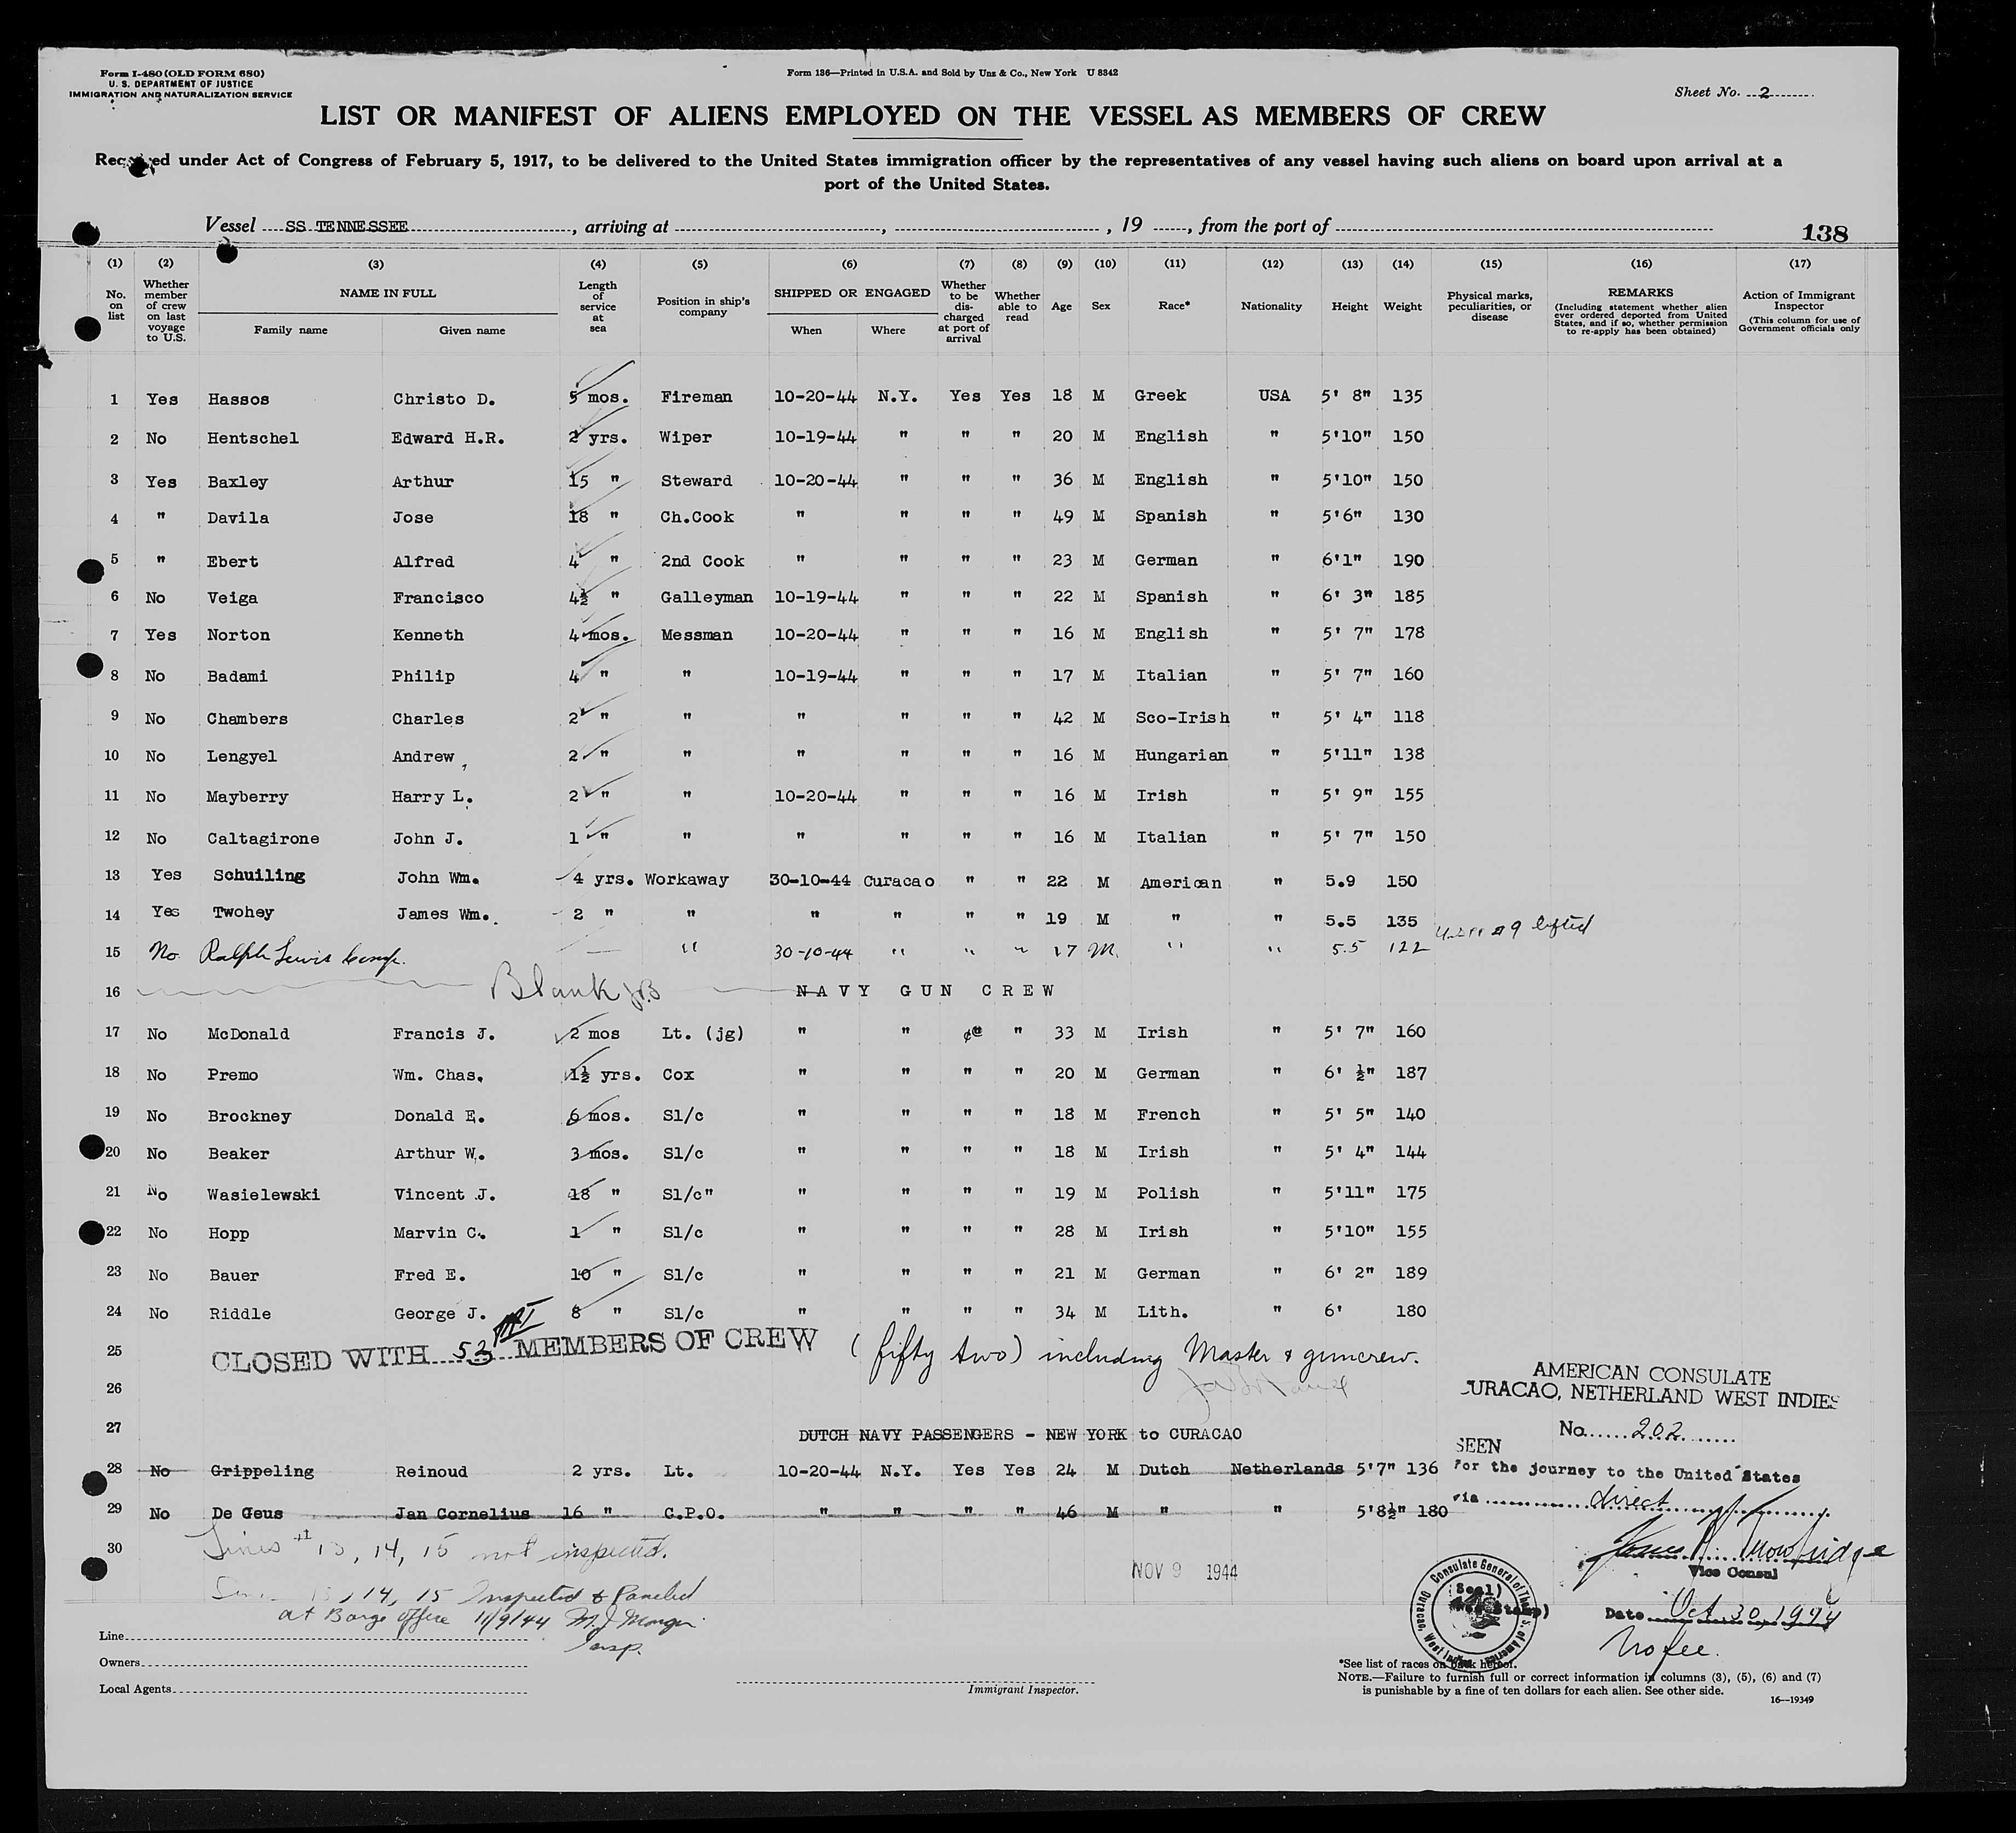 Form I-480 (OLD FORM 680)
U. S. DEPARTMENT OF JUSTICE
IMMIGRATION AND NATURALIZATION SERVICE
Form 136—Printed in U.S.A. and Sold by Unz & Co., New York U 8342
Sheet No. 2
LIST OR MANIFEST OF ALIENS EMPLOYED ON THE VESSEL AS MEMBERS OF CREW
under Act of Congress of February 5, 1917, to be delivered to the United States immigration officer by the representatives of any vessel having such aliens on board upon arrival at a
port of the United States.
Vessel SS TENNESSEE, arriving at , , 19 , from the port of
138
(1) (2) (3) (4) (5) (6) (7) (8) (9) (10) (11) (12) (13) (14) (15) (16) (17)
No. on list
Whether member of crew on last voyage to U.S.
NAME IN FULL
Family name Given name
Length of service at sea
Position in ship's company
SHIPPED OR ENGAGED
When Where
Whether to be discharged at port of arrival
Whether able to read
Age
Sex
Race*
Nationality
Height
Weight
Physical marks, peculiarities, or disease
REMARKS
(Including statement whether alien ever ordered deported from United States, and if so, whether permission to re-apply has been obtained)
Action of Immigrant Inspector
(This column for use of Government officials only
1 Yes Hassos Christo D. 5 mos. Fireman 10-20-44 N.Y. Yes Yes 18 M Greek USA 5' 8" 135
2 No Hentschel Edward H.R. 2 yrs. Wiper 10-19-44 " " " 20 M English " 5'10" 150
3 Yes Baxley Arthur 15 " Steward 10-20-44 " " " 36 M English " 5'10" 150
4 " Davila Jose 18 " Ch.Cook " " " " 49 M Spanish " 5'6" 130
5 " Ebert Alfred 4 " 2nd Cook " " " " 23 M German " 6'1" 190
6 No Veiga Francisco 4½ " Galleyman 10-19-44 " " " 22 M Spanish " 6' 3" 185
7 Yes Norton Kenneth 4 mos. Messman 10-20-44 " " " 16 M English " 5' 7" 178
8 No Badami Philip 4 " " 10-19-44 " " " 17 M Italian " 5' 7" 160
9 No Chambers Charles 2 " " " " " " 42 M Sco-Irish " 5' 4" 118
10 No Lengyel Andrew 2 " " " " " " 16 M Hungarian " 5'11" 138
11 No Mayberry Harry L. 2 " " 10-20-44 " " " 16 M Irish " 5' 9" 155
12 No Caltagirone John J. 1 " " " " " " 16 M Italian " 5' 7" 150
13 Yes Schuiling John Wm. 4 yrs. Workaway 30-10-44 Curacao " " 22 M American " 5.9 150
14 Yes Twohey James Wm. 2 " " " " " " 19 M " " 5.5 135
lifted
15 No Ralph Lewis — " 30-10-44 " " " 17 M. " " 5.5 122
16 Blank NAVY GUN CREW
17 No McDonald Francis J. 2 mos Lt. (jg) " " " 33 M Irish " 5' 7" 160
18 No Premo Wm. Chas. 1½ yrs. Cox " " " " 20 M German " 6' ½" 187
19 No Brockney Donald E. 6 mos. S1/c " " " " 18 M French " 5' 5" 140
20 No Beaker Arthur W. 3 mos. S1/c " " " " 18 M Irish " 5' 4" 144
21 No Wasielewski Vincent J. 18 " S1/c" " " " " 19 M Polish " 5'11" 175
22 No Hopp Marvin C. 1 " S1/c " " " " 28 M Irish " 5'10" 155
23 No Bauer Fred E. 10 " S1/c " " " " 21 M German " 6' 2" 189
24 No Riddle George J. 8 " S1/c " " " " 34 M Lith. " 6' 180
25 CLOSED WITH 52 MEMBERS OF CREW (fifty two) including Master & guncrew.
26
AMERICAN CONSULATE
CURACAO, NETHERLAND WEST INDIES
No. 202
27 DUTCH NAVY PASSENGERS - NEW YORK to CURACAO
SEEN
28 No Grippeling Reinoud 2 yrs. Lt. 10-20-44 N.Y. Yes Yes 24 M Dutch Netherlands 5'7" 136
For the journey to the United States
via direct
29 No De Geus Jan Cornelius 16 " C.P.O. " " " " 46 M " " 5'8½" 180
30 Lines # 13, 14, 15 not inspected.
NOV 9 1944
Vice Consul
13, 14, 15 Inspected & Paroled
at Barge Office 11/9/44 M. J. Morgan
Insp.
(Seal)
Consulate General of The U. S. of America
Curacao, West Indies
Date Oct. 30, 1944
No fee.
Line
Owners
Local Agents
Immigrant Inspector.
*See list of races on back hereof.
NOTE.—Failure to furnish full or correct information in columns (3), (5), (6) and (7)
is punishable by a fine of ten dollars for each alien. See other side.
16—19349